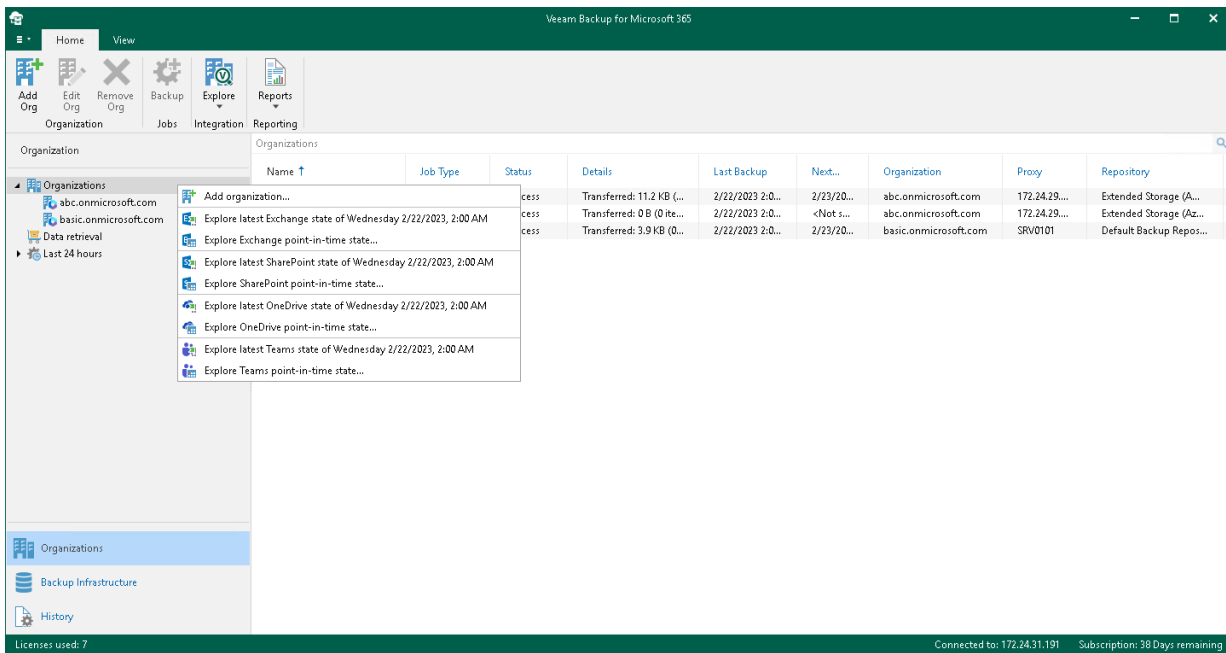 Veeam Backup for Microsoft 365
Home View
Add Org
Edit Org
Remove Org
Backup
Explore
Reports
Organization Jobs Integration Reporting
Organization
Organizations
Name Job Type Status Details Last Backup Next... Organization Proxy Repository
Organizations
abc.onmicrosoft.com
basic.onmicrosoft.com
Data retrieval
Last 24 hours
Add organization...
Explore latest Exchange state of Wednesday 2/22/2023, 2:00 AM
Explore Exchange point-in-time state...
Explore latest SharePoint state of Wednesday 2/22/2023, 2:00 AM
Explore SharePoint point-in-time state...
Explore latest OneDrive state of Wednesday 2/22/2023, 2:00 AM
Explore OneDrive point-in-time state...
Explore latest Teams state of Wednesday 2/22/2023, 2:00 AM
Explore Teams point-in-time state...
cess Transferred: 11.2 KB (... 2/22/2023 2:0... 2/23/20... abc.onmicrosoft.com 172.24.29.... Extended Storage (A...
cess Transferred: 0 B (0 ite... 2/22/2023 2:0... <Not s... abc.onmicrosoft.com 172.24.29.... Extended Storage (Az...
cess Transferred: 3.9 KB (0... 2/22/2023 2:0... 2/23/20... basic.onmicrosoft.com SRV0101 Default Backup Repos...
Organizations
Backup Infrastructure
History
Licenses used: 7 Connected to: 172.24.31.191 Subscription: 38 Days remaining